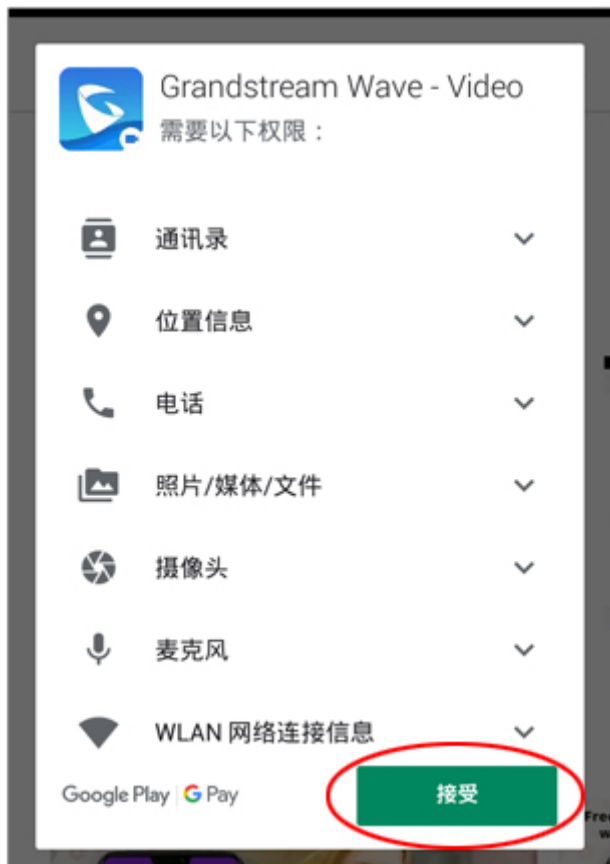 Grandstream Wave - Video
需要以下权限：
通讯录
位置信息
电话
照片/媒体/文件
摄像头
麦克风
WLAN 网络连接信息
Google Play | G Pay
接受
Free
w